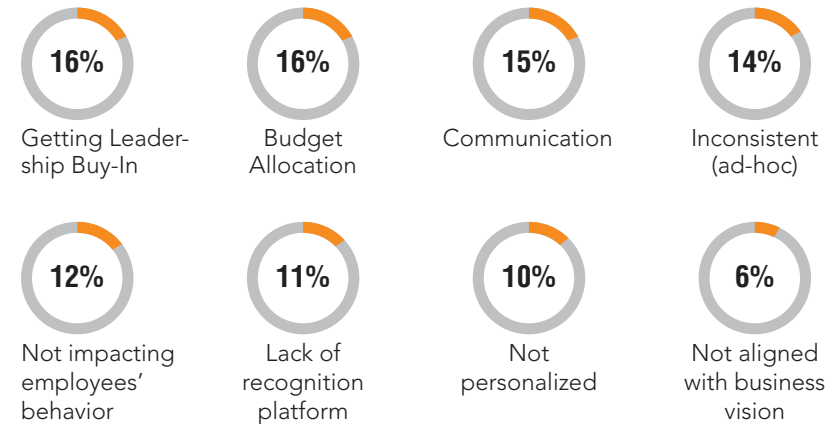 16%
Getting Leader-
ship Buy-In
16%
Budget
Allocation
15%
Communication
14%
Inconsistent
(ad-hoc)
12%
Not impacting
employees’
behavior
11%
Lack of
recognition
platform
10%
Not
personalized
6%
Not aligned
with business
vision